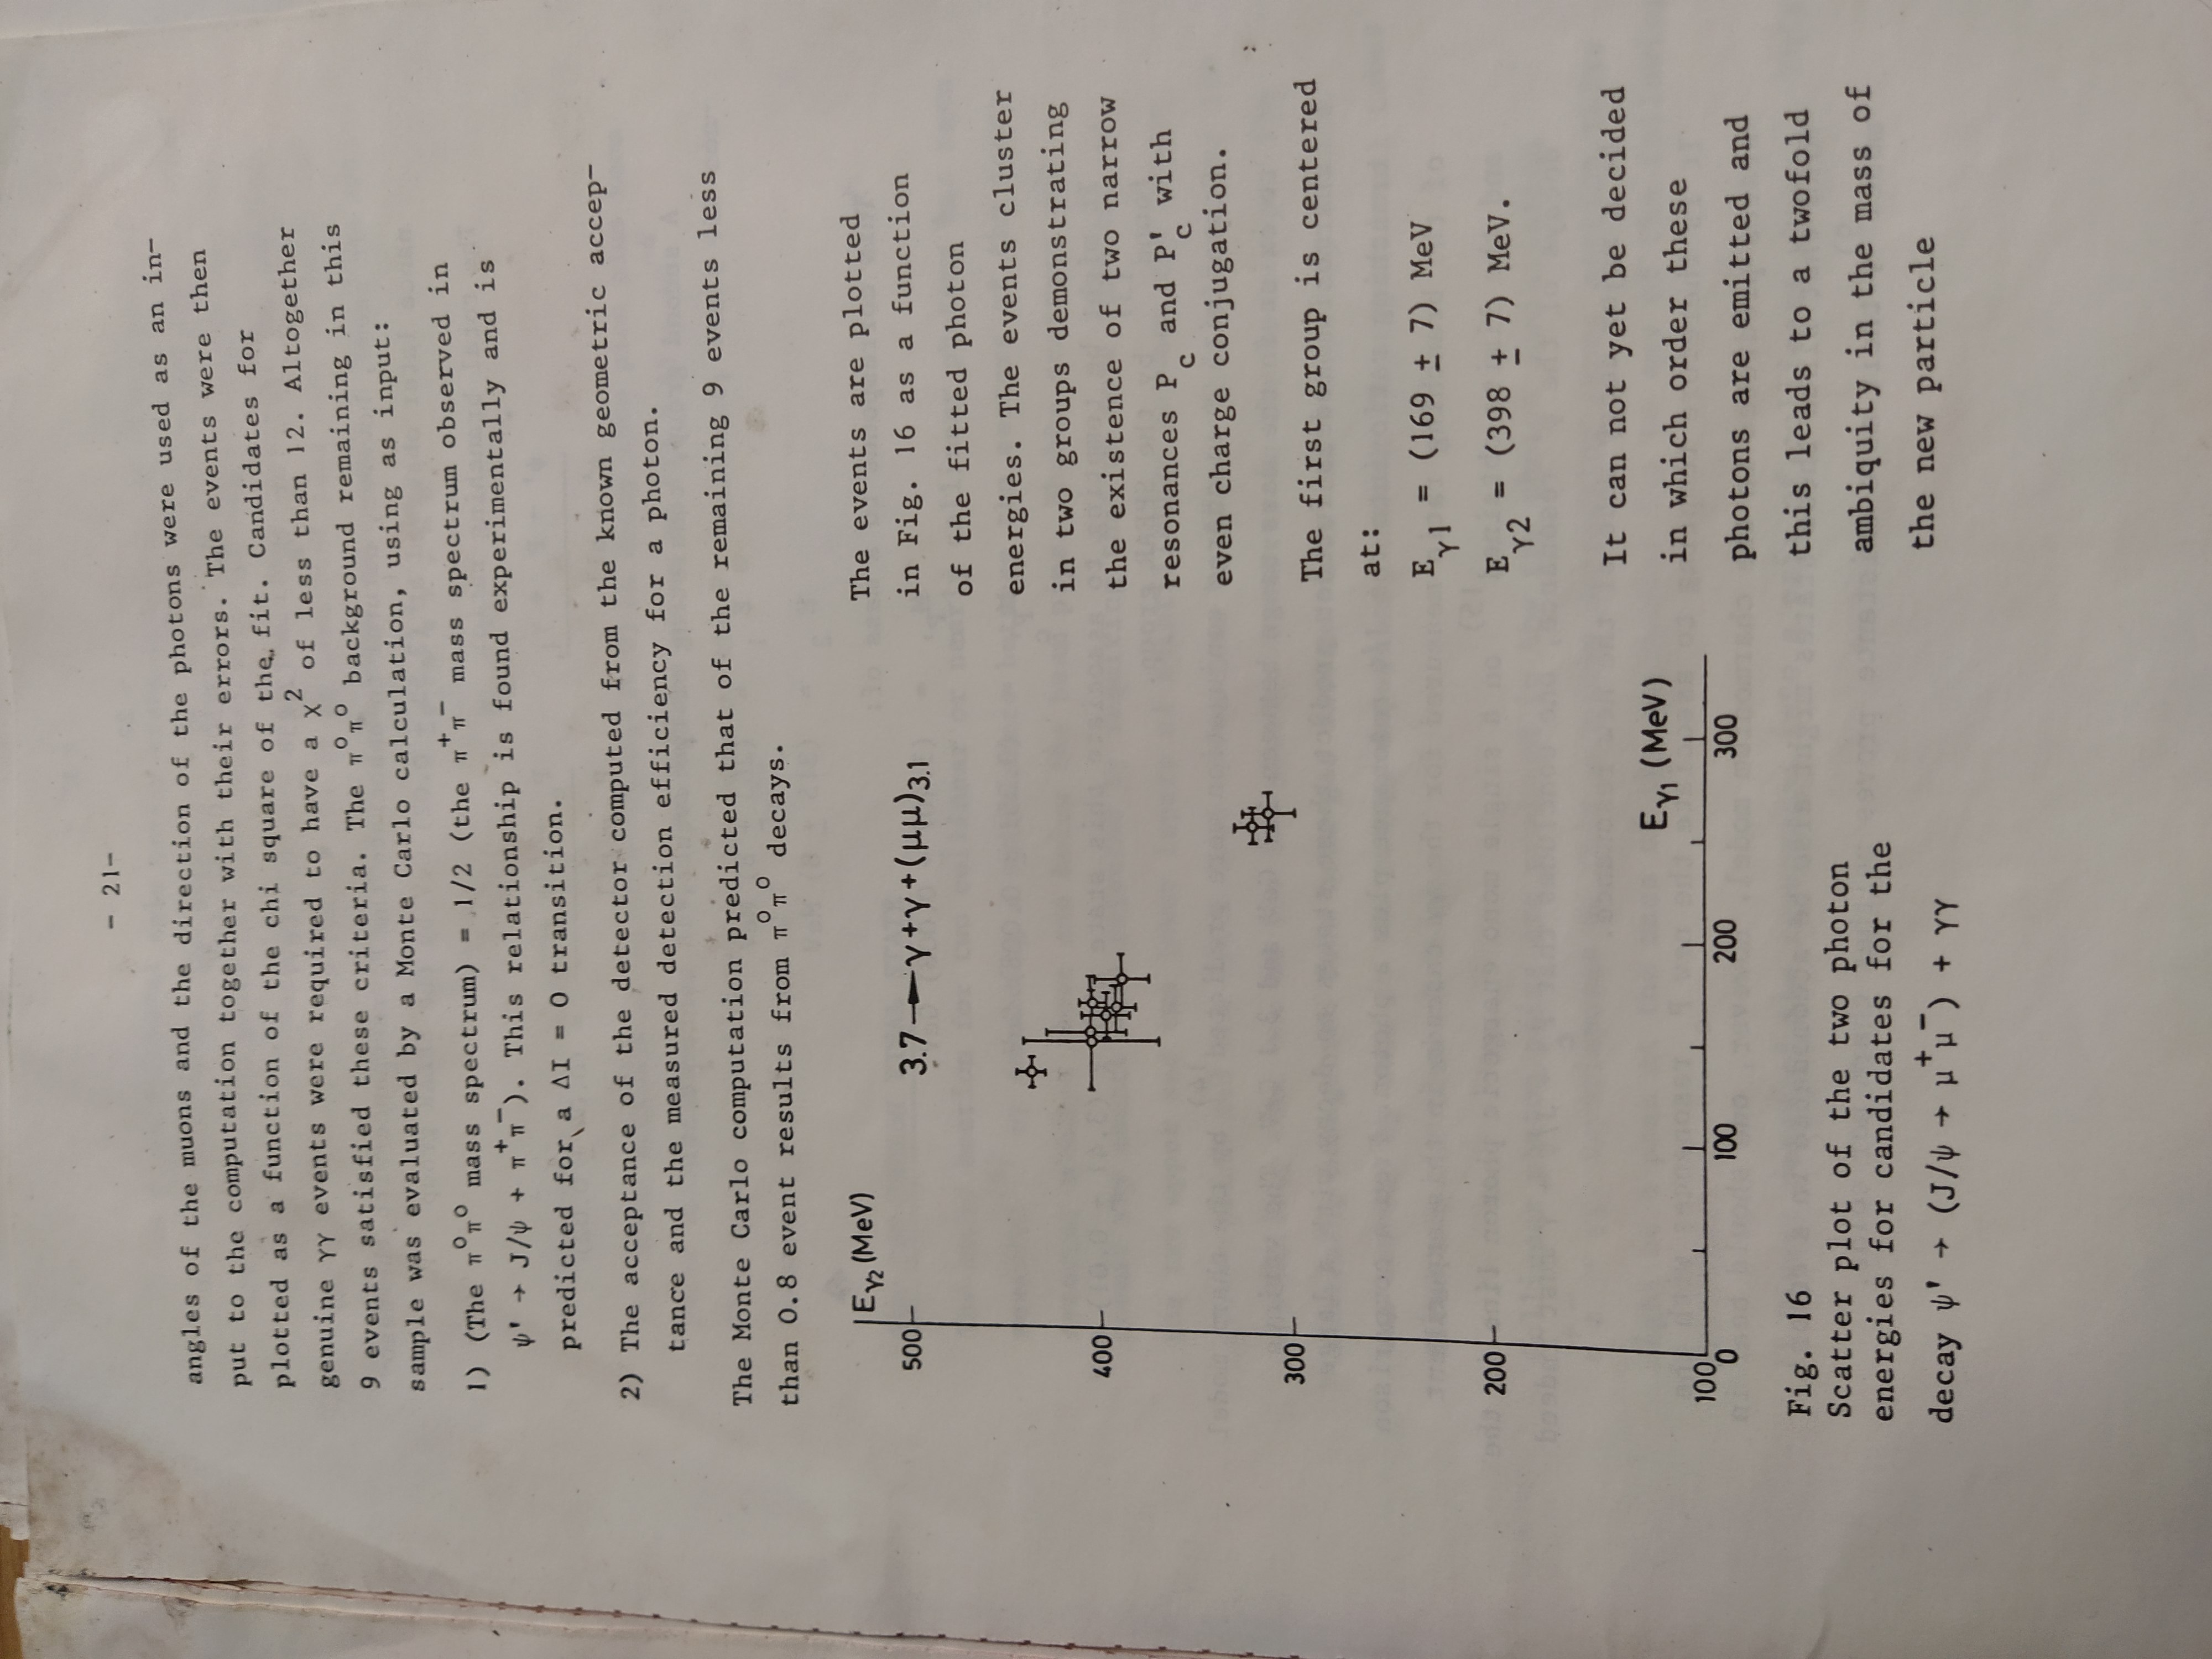 - 21-
angles of the muons and the direction of the photons were used as an in-
put to the computation together with their errors. The events were then
plotted as a function of the chi square of the fit. Candidates for
genuine γγ events were required to have a χ² of less than 12. Altogether
9 events satisfied these criteria. The π⁰π⁰ background remaining in this
sample was evaluated by a Monte Carlo calculation, using as input:
1) (The π⁰π⁰ mass spectrum) = 1/2 (the π⁺π⁻ mass spectrum observed in
ψ' → J/ψ + π⁺π⁻). This relationship is found experimentally and is
predicted for a ΔI = O transition.
2) The acceptance of the detector computed from the known geometric accep-
tance and the measured detection efficiency for a photon.
The Monte Carlo computation predicted that of the remaining 9 events less
than 0.8 event results from π⁰π⁰ decays.
Eγ₂ (MeV)
3.7 → γ+γ+(μμ)3.1
500
400
300
200
100
0
100
200
300
Eγ₁ (MeV)
Fig. 16
Scatter plot of the two photon
energies for candidates for the
decay ψ' → (J/ψ → μ⁺μ⁻) + γγ
The events are plotted
in Fig. 16 as a function
of the fitted photon
energies. The events cluster
in two groups demonstrating
the existence of two narrow
resonances Pc and P'c with
even charge conjugation.
The first group is centered
at:
Eγ1 = (169 ± 7) MeV
Eγ2 = (398 ± 7) MeV.
It can not yet be decided
in which order these
photons are emitted and
this leads to a twofold
ambiquity in the mass of
the new particle